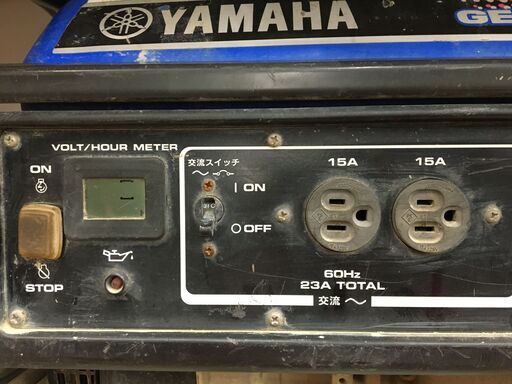 YAMAHA
GE
VOLT/HOUR METER
ON
STOP
交流スイッチ
| ON
○ OFF
15A
15A
60Hz
23A TOTAL
交流 〜